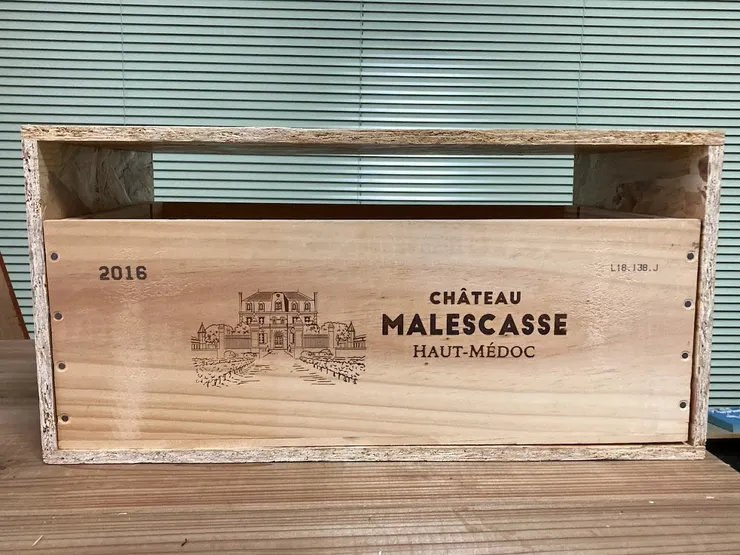 2016
L18.138.J
CHÂTEAU
MALESCASSE
HAUT-MÉDOC